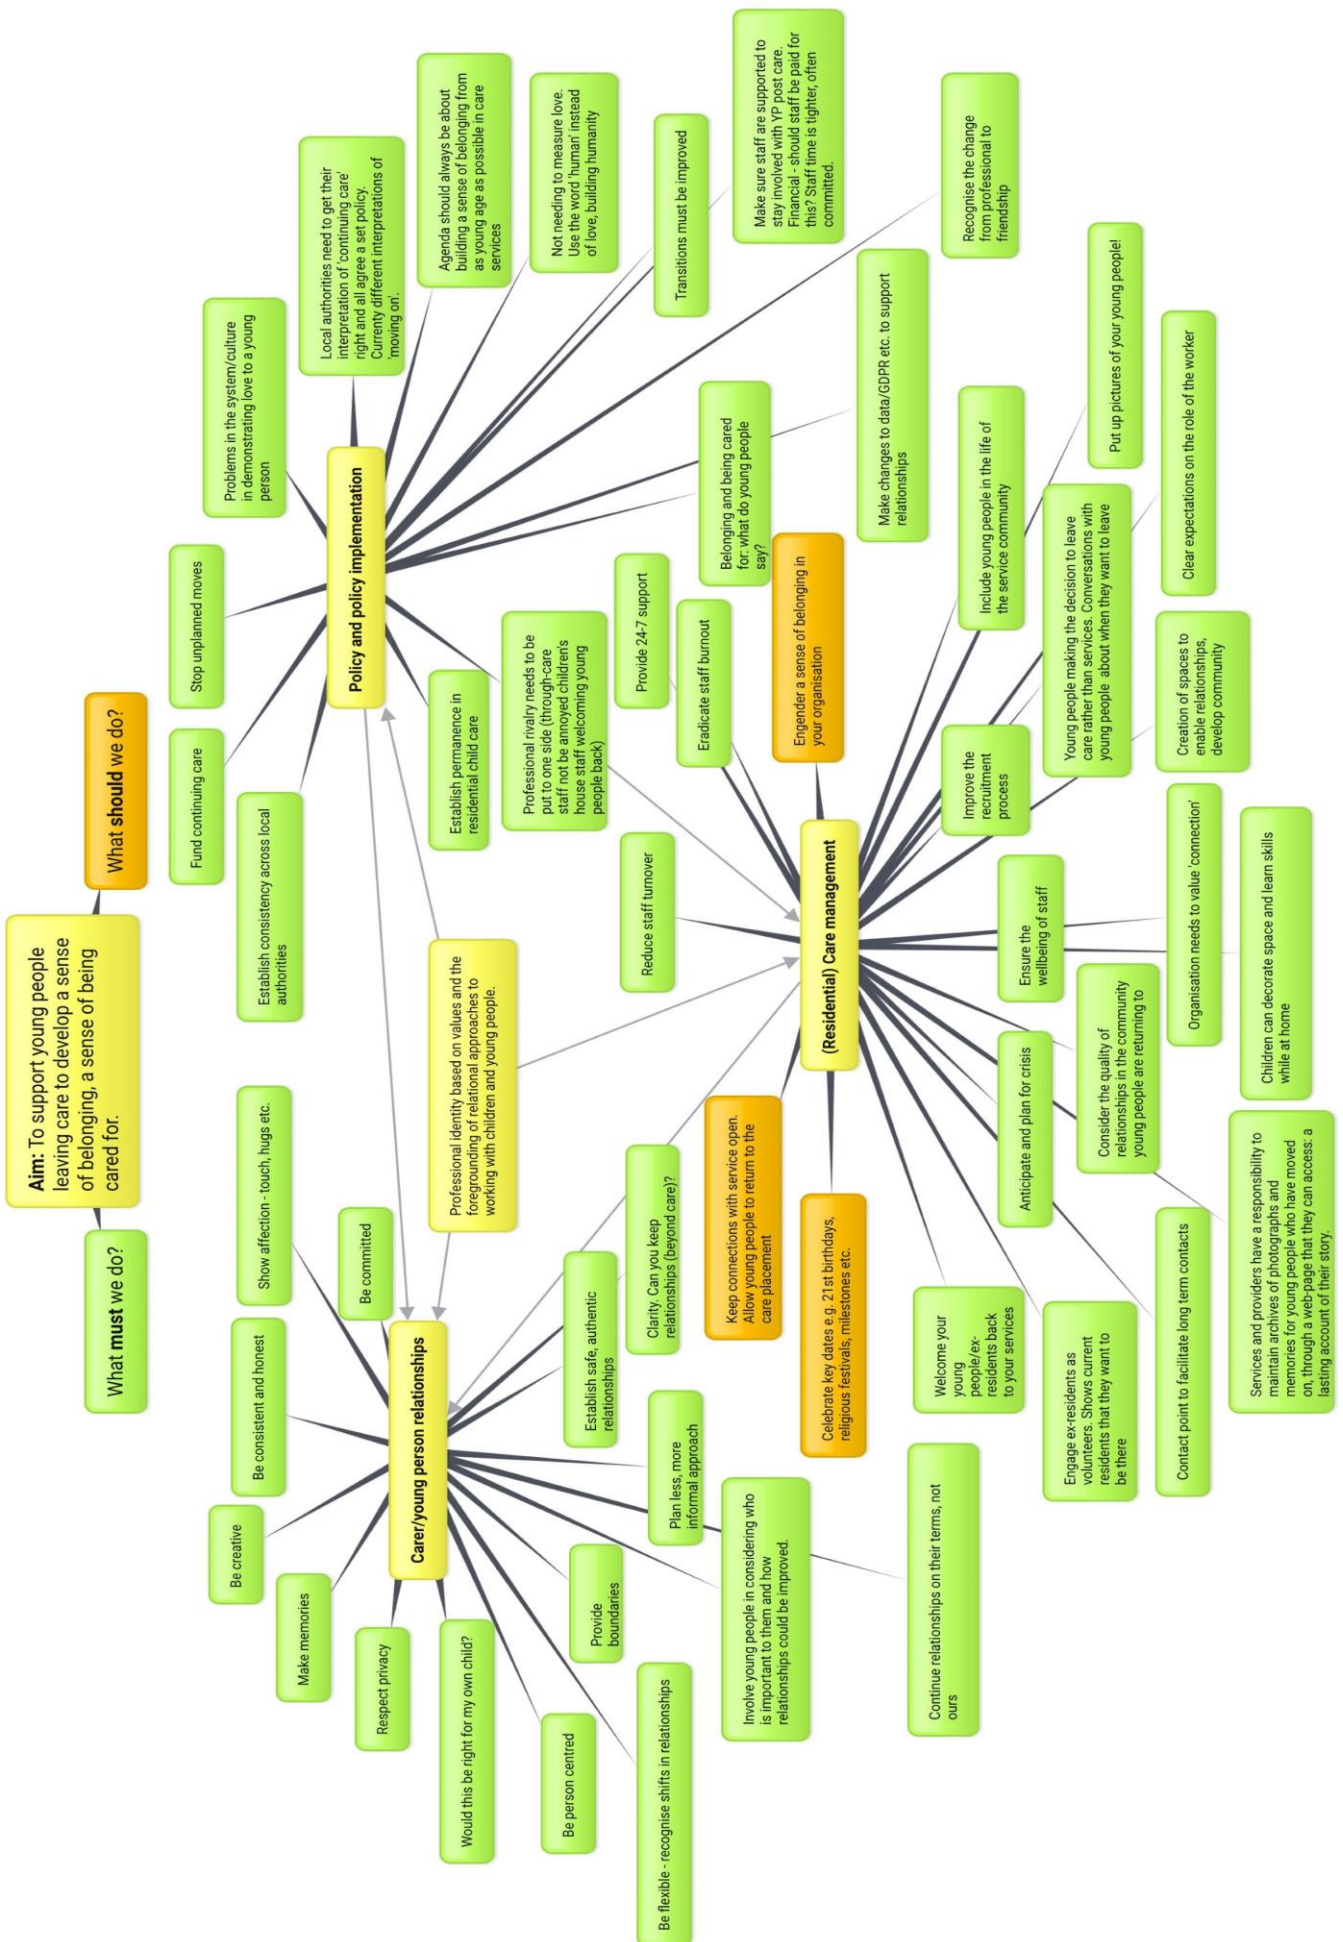 Aim: To support young people
leaving care to develop a sense
of belonging, a sense of being
cared for.
What must we do?
What should we do?
Carer/young person relationships
Show affection - touch, hugs etc.
Be consistent and honest
Be committed
Be creative
Make memories
Respect privacy
Would this be right for my own child?
Be person centred
Be flexible - recognise shifts in relationships
Provide
boundaries
Involve young people in considering who
is important to them and how
relationships could be improved.
Plan less, more
informal approach
Continue relationships on their terms, not
ours
Establish safe, authentic
relationships
Clarity. Can you keep
relationships (beyond care)?
Professional identity based on values and the
foregrounding of relational approaches to
working with children and young people.
Policy and policy implementation
Fund continuing care
Stop unplanned moves
Establish consistency across local
authorities
Problems in the system/culture
in demonstrating love to a young
person
Local authorities need to get their
interpretation of 'continuing care'
right and all agree a set policy.
Currenty different interpretations of
'moving on'.
Agenda should always be about
building a sense of belonging from
as young age as possible in care
services
Not needing to measure love.
Use the word 'human' instead
of love, building humanity
Transitions must be improved
Make sure staff are supported to
stay involved with YP post care.
Financial - should staff be paid for
this? Staff time is tighter, often
committed.
Recognise the change
from professional to
friendship
Make changes to data/GDPR etc. to support
relationships
Belonging and being cared
for: what do young people
say?
Establish permanence in
residential child care
Professional rivalry needs to be
put to one side (through-care
staff not be annoyed children's
house staff welcoming young
people back)
(Residential) Care management
Reduce staff turnover
Provide 24-7 support
Eradicate staff burnout
Engender a sense of belonging in
your organisation
Include young people in the life of
the service community
Put up pictures of your young people!
Young people making the decision to leave
care rather than services. Conversations with
young people about when they want to leave
Clear expectations on the role of the worker
Improve the
recruitment
process
Creation of spaces to
enable relationships,
develop community
Ensure the
wellbeing of staff
Organisation needs to value 'connection'
Children can decorate space and learn skills
while at home
Consider the quality of
relationships in the community
young people are returning to
Anticipate and plan for crisis
Services and providers have a responsibility to
maintain archives of photographs and
memories for young people who have moved
on, through a web-page that they can access: a
lasting account of their story.
Contact point to facilitate long term contacts
Engage ex-residents as
volunteers. Shows current
residents that they want to
be there
Welcome your
young
people/ex-
residents back
to your services
Celebrate key dates e.g. 21st birthdays,
religious festivals, milestones etc.
Keep connections with service open.
Allow young people to return to the
care placement